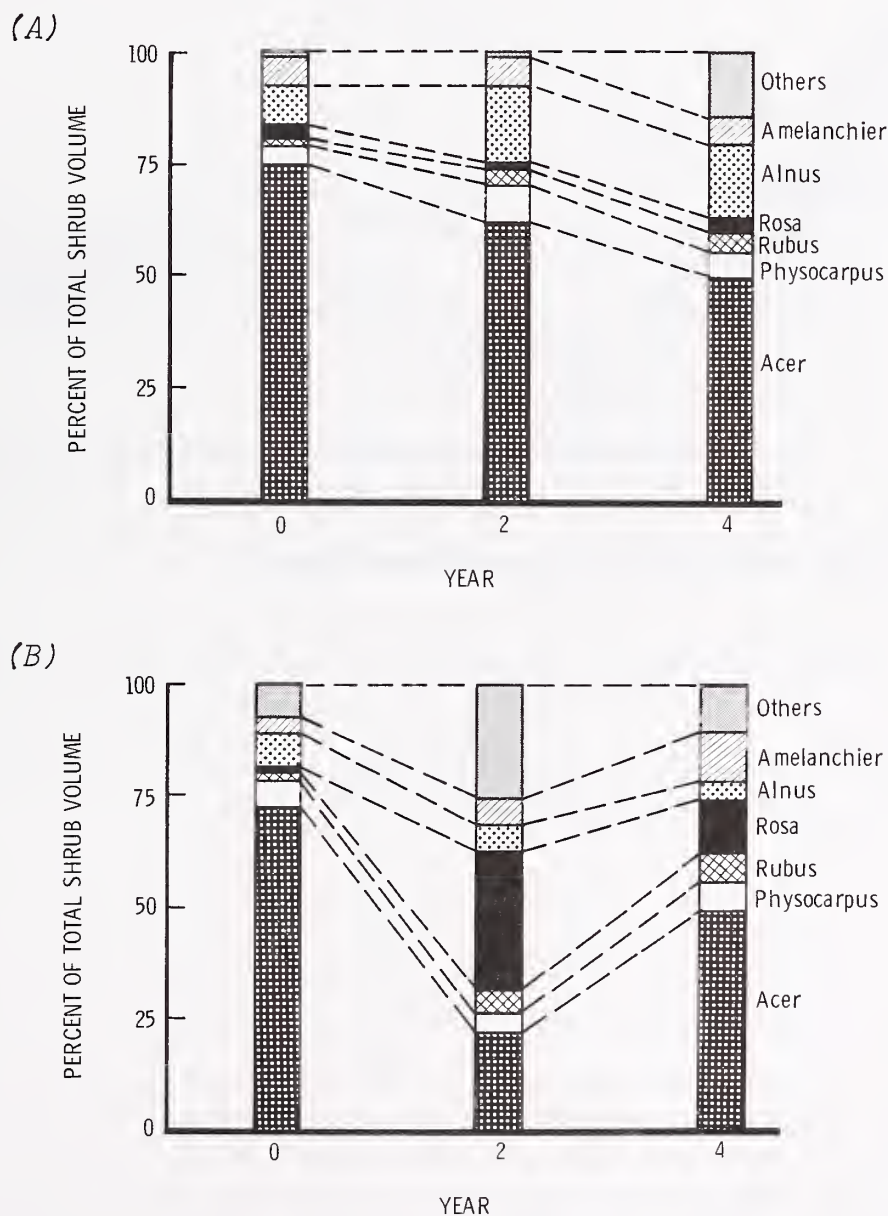 (A)
PERCENT OF TOTAL SHRUB VOLUME
100
75
50
25
0
Others
Amelanchier
Alnus
Rosa
Rubus
Physocarpus
Acer
0 2 4
YEAR
(B)
PERCENT OF TOTAL SHRUB VOLUME
100
75
50
25
0
Others
Amelanchier
Alnus
Rosa
Rubus
Physocarpus
Acer
0 2 4
YEAR